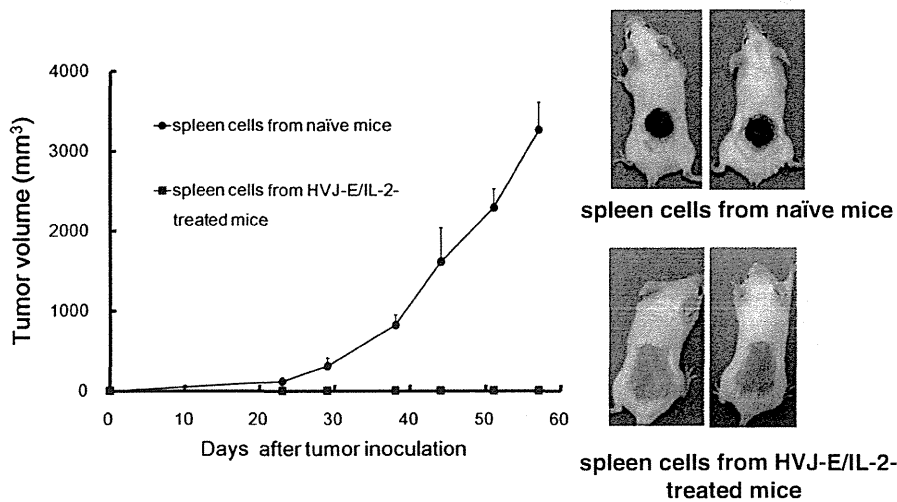 Tumor volume (mm³)
4000
3000
2000
1000
0
spleen cells from naïve mice
spleen cells from HVJ-E/IL-2-
treated mice
0 10 20 30 40 50 60
Days after tumor inoculation
spleen cells from naïve mice
spleen cells from HVJ-E/IL-2-
treated mice